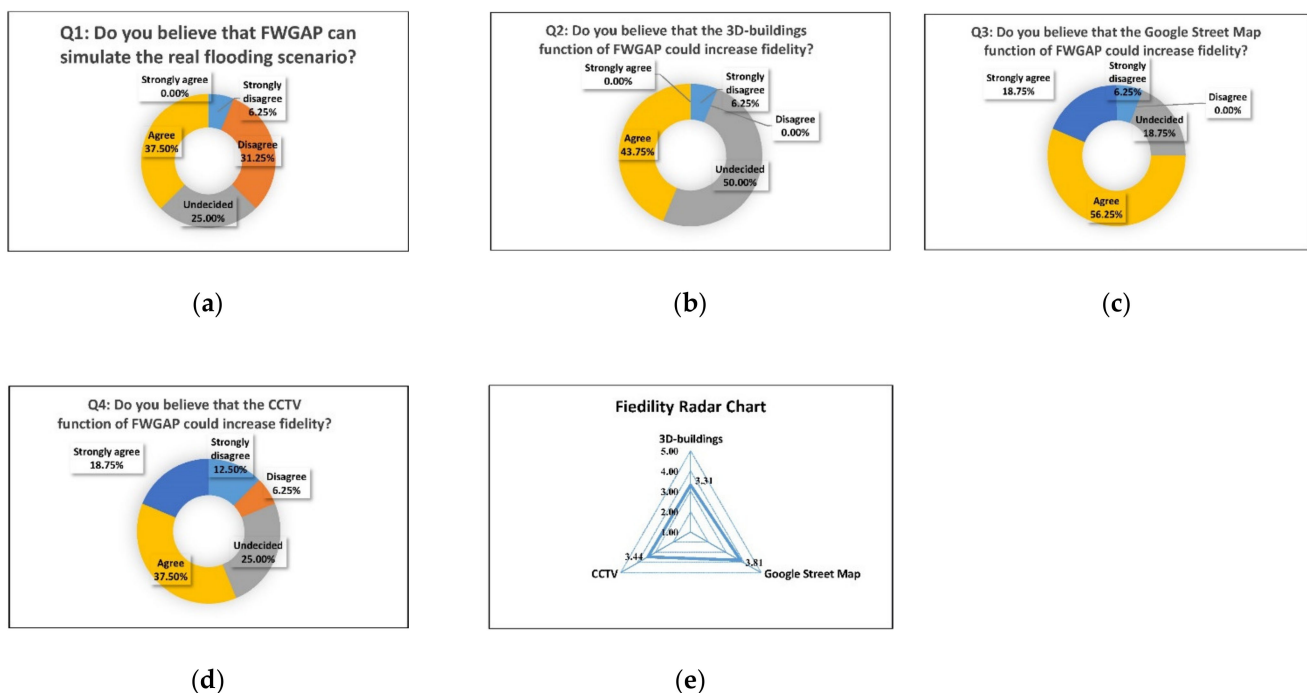 Q1: Do you believe that FWGAP can
simulate the real flooding scenario?
Strongly agree
0.00%
Strongly
disagree
6.25%
Agree
37.50%
Disagree
31.25%
Undecided
25.00%
(a)
Q2: Do you believe that the 3D-buildings
function of FWGAP could increase fidelity?
Strongly agree
0.00%
Strongly
disagree
6.25%
Disagree
0.00%
Agree
43.75%
Undecided
50.00%
(b)
Q3: Do you believe that the Google Street Map
function of FWGAP could increase fidelity?
Strongly agree
18.75%
Strongly
disagree
6.25%
Disagree
0.00%
Undecided
18.75%
Agree
56.25%
(c)
Q4: Do you believe that the CCTV
function of FWGAP could increase fidelity?
Strongly agree
18.75%
Strongly
disagree
12.50%
Disagree
6.25%
Undecided
25.00%
Agree
37.50%
(d)
Fiedility Radar Chart
3D-buildings
5.00
4.00
3.00
2.00
1.00
3.31
3.44
3.81
CCTV
Google Street Map
(e)